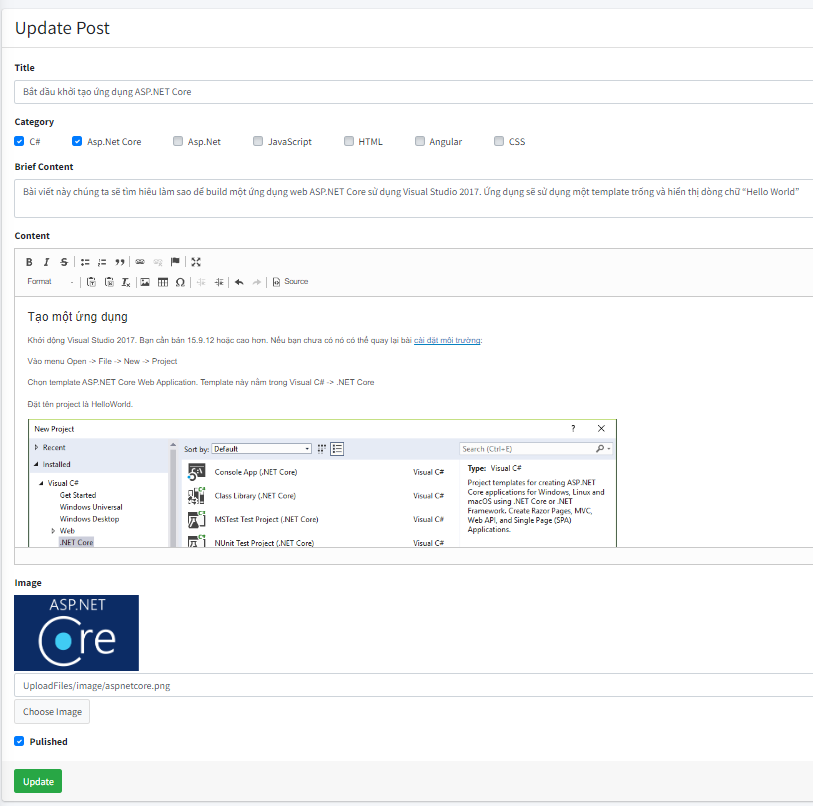 Update Post
Title
Bắt đầu khởi tạo ứng dụng ASP.NET Core
Category
C# Asp.Net Core Asp.Net JavaScript HTML Angular CSS
Brief Content
Bài viết này chúng ta sẽ tìm hiểu làm sao để build một ứng dụng web ASP.NET Core sử dụng Visual Studio 2017. Ứng dụng sẽ sử dụng một template trống và hiển thị dòng chữ “Hello World”
Content
B I S
Format Source
Tạo một ứng dụng
Khởi động Visual Studio 2017. Bạn cần bản 15.9.12 hoặc cao hơn. Nếu bạn chưa có nó có thể quay lại bài cài đặt môi trường:
Vào menu Open -> File -> New -> Project
Chọn template ASP.NET Core Web Application. Template này nằm trong Visual C# -> .NET Core
Đặt tên project là HelloWorld.
New Project ?
Recent
Sort by: Default
Search (Ctrl+E)
Installed
Visual C#
Get Started
Windows Universal
Windows Desktop
Web
.NET Core
Console App (.NET Core) Visual C#
Class Library (.NET Core) Visual C#
MSTest Test Project (.NET Core) Visual C#
NUnit Test Project (.NET Core) Visual C#
Type: Visual C#
Project templates for creating ASP.NET
Core applications for Windows, Linux and
macOS using .NET Core or .NET
Framework. Create Razor Pages, MVC,
Web API, and Single Page (SPA)
Applications.
Image
ASP.NET
Core
UploadFiles/image/aspnetcore.png
Choose Image
Pulished
Update